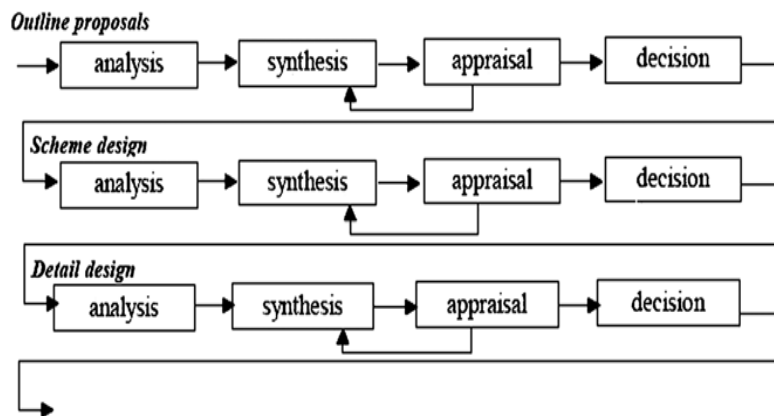 Outline proposals
analysis synthesis appraisal decision
Scheme design
analysis synthesis appraisal decision
Detail design
analysis synthesis appraisal decision